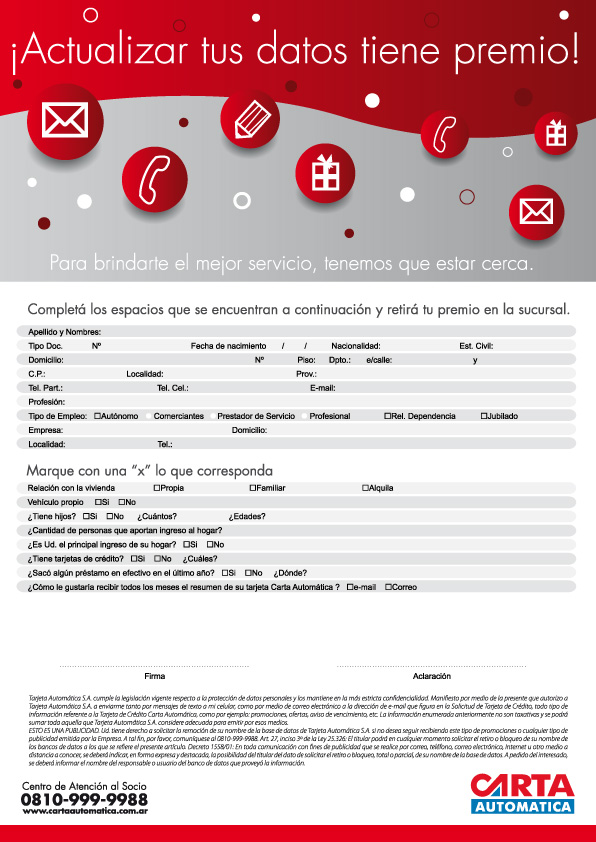 ¡Actualizar tus datos tiene premio!
Para brindarte el mejor servicio, tenemos que estar cerca.
Completá los espacios que se encuentran a continuación y retirá tu premio en la sucursal.
Apellido y Nombres:
Tipo Doc. Nº Fecha de nacimiento / / Nacionalidad: Est. Civil:
Domicilio: Nº Piso: Dpto.: e/calle: y
C.P.: Localidad: Prov.:
Tel. Part.: Tel. Cel.: E-mail:
Profesión:
Tipo de Empleo: ☐Autónomo Comerciantes Prestador de Servicio Profesional ☐Rel. Dependencia ☐Jubilado
Empresa: Domicilio:
Localidad: Tel.:
Marque con una “x” lo que corresponda
Relación con la vivienda ☐Propia ☐Familiar ☐Alquila
Vehículo propio ☐Si ☐No
¿Tiene hijos? ☐Si ☐No ¿Cuántos? ¿Edades?
¿Cantidad de personas que aportan ingreso al hogar?
¿Es Ud. el principal ingreso de su hogar? ☐Si ☐No
¿Tiene tarjetas de crédito? ☐Si ☐No ¿Cuáles?
¿Sacó algún préstamo en efectivo en el último año? ☐Si ☐No ¿Dónde?
¿Cómo le gustaría recibir todos los meses el resumen de su tarjeta Carta Automática ? ☐e-mail ☐Correo
Firma Aclaración
Tarjeta Automática S.A. cumple la legislación vigente respecto a la protección de datos personales y los mantiene en la más estricta confidencialidad. Manifiesto por medio de la presente que autorizo a
Tarjeta Automática S.A. a enviarme tanto por mensajes de texto a mi celular, como por medio de correo electrónico a la dirección de e-mail que figura en la Solicitud de Tarjeta de Crédito, todo tipo de
información referente a la Tarjeta de Crédito Carta Automática, como por ejemplo: promociones, ofertas, aviso de vencimiento, etc. La información enumerada anteriormente no son taxativas y se podrá
sumar toda aquella que Tarjeta Automática S.A. considere adecuada para emitir por esos medios.
ESTO ES UNA PUBLICIDAD. Ud. tiene derecho a solicitar la remoción de su nombre de la base de datos de Tarjeta Automática S.A. si no desea seguir recibiendo este tipo de promociones o cualquier tipo de
publicidad emitida por la Empresa. A tal fin, por favor, comuníquese al 0810-999-9988. Art. 27, inciso 3º de la Ley 25.326: El titular podrá en cualquier momento solicitar el retiro o bloqueo de su nombre de
los bancos de datos a los que se refiere el presente artículo. Decreto 1558/01: En toda comunicación con fines de publicidad que se realice por correo, teléfono, correo electrónico, Internet u otro medio a
distancia a conocer, se deberá indicar, en forma expresa y destacada, la posibilidad del titular del dato de solicitar el retiro o bloqueo, total o parcial, de su nombre de la base de datos. A pedido del interesado,
se deberá informar el nombre del responsable o usuario del banco de datos que proveyó la información.
Centro de Atención al Socio
0810-999-9988
www.cartaautomatica.com.ar
CARTA
AUTOMATICA